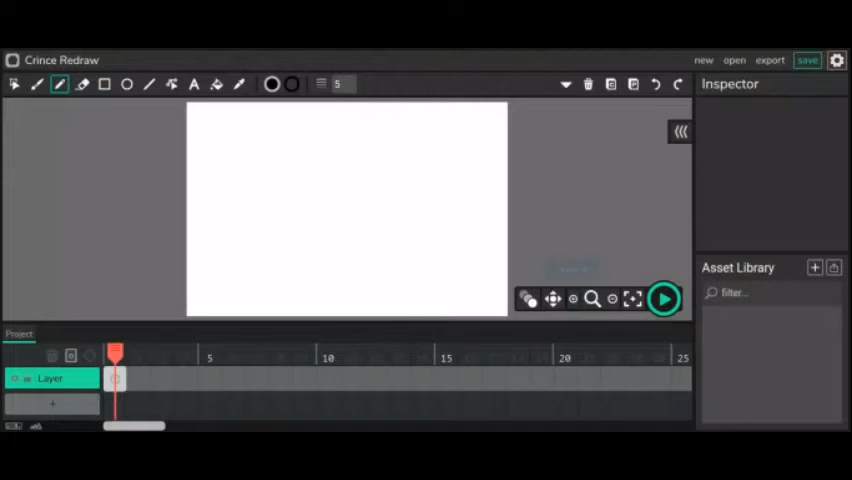 Crince Redraw
new open export save
5
Inspector
Asset Library
filter...
Project
5 10 15 20 25
Layer
+